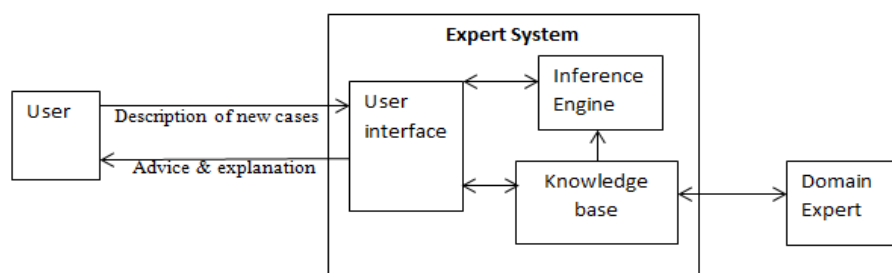 Expert System
User
Description of new cases
Advice & explanation
User
interface
Inference
Engine
Knowledge
base
Domain
Expert